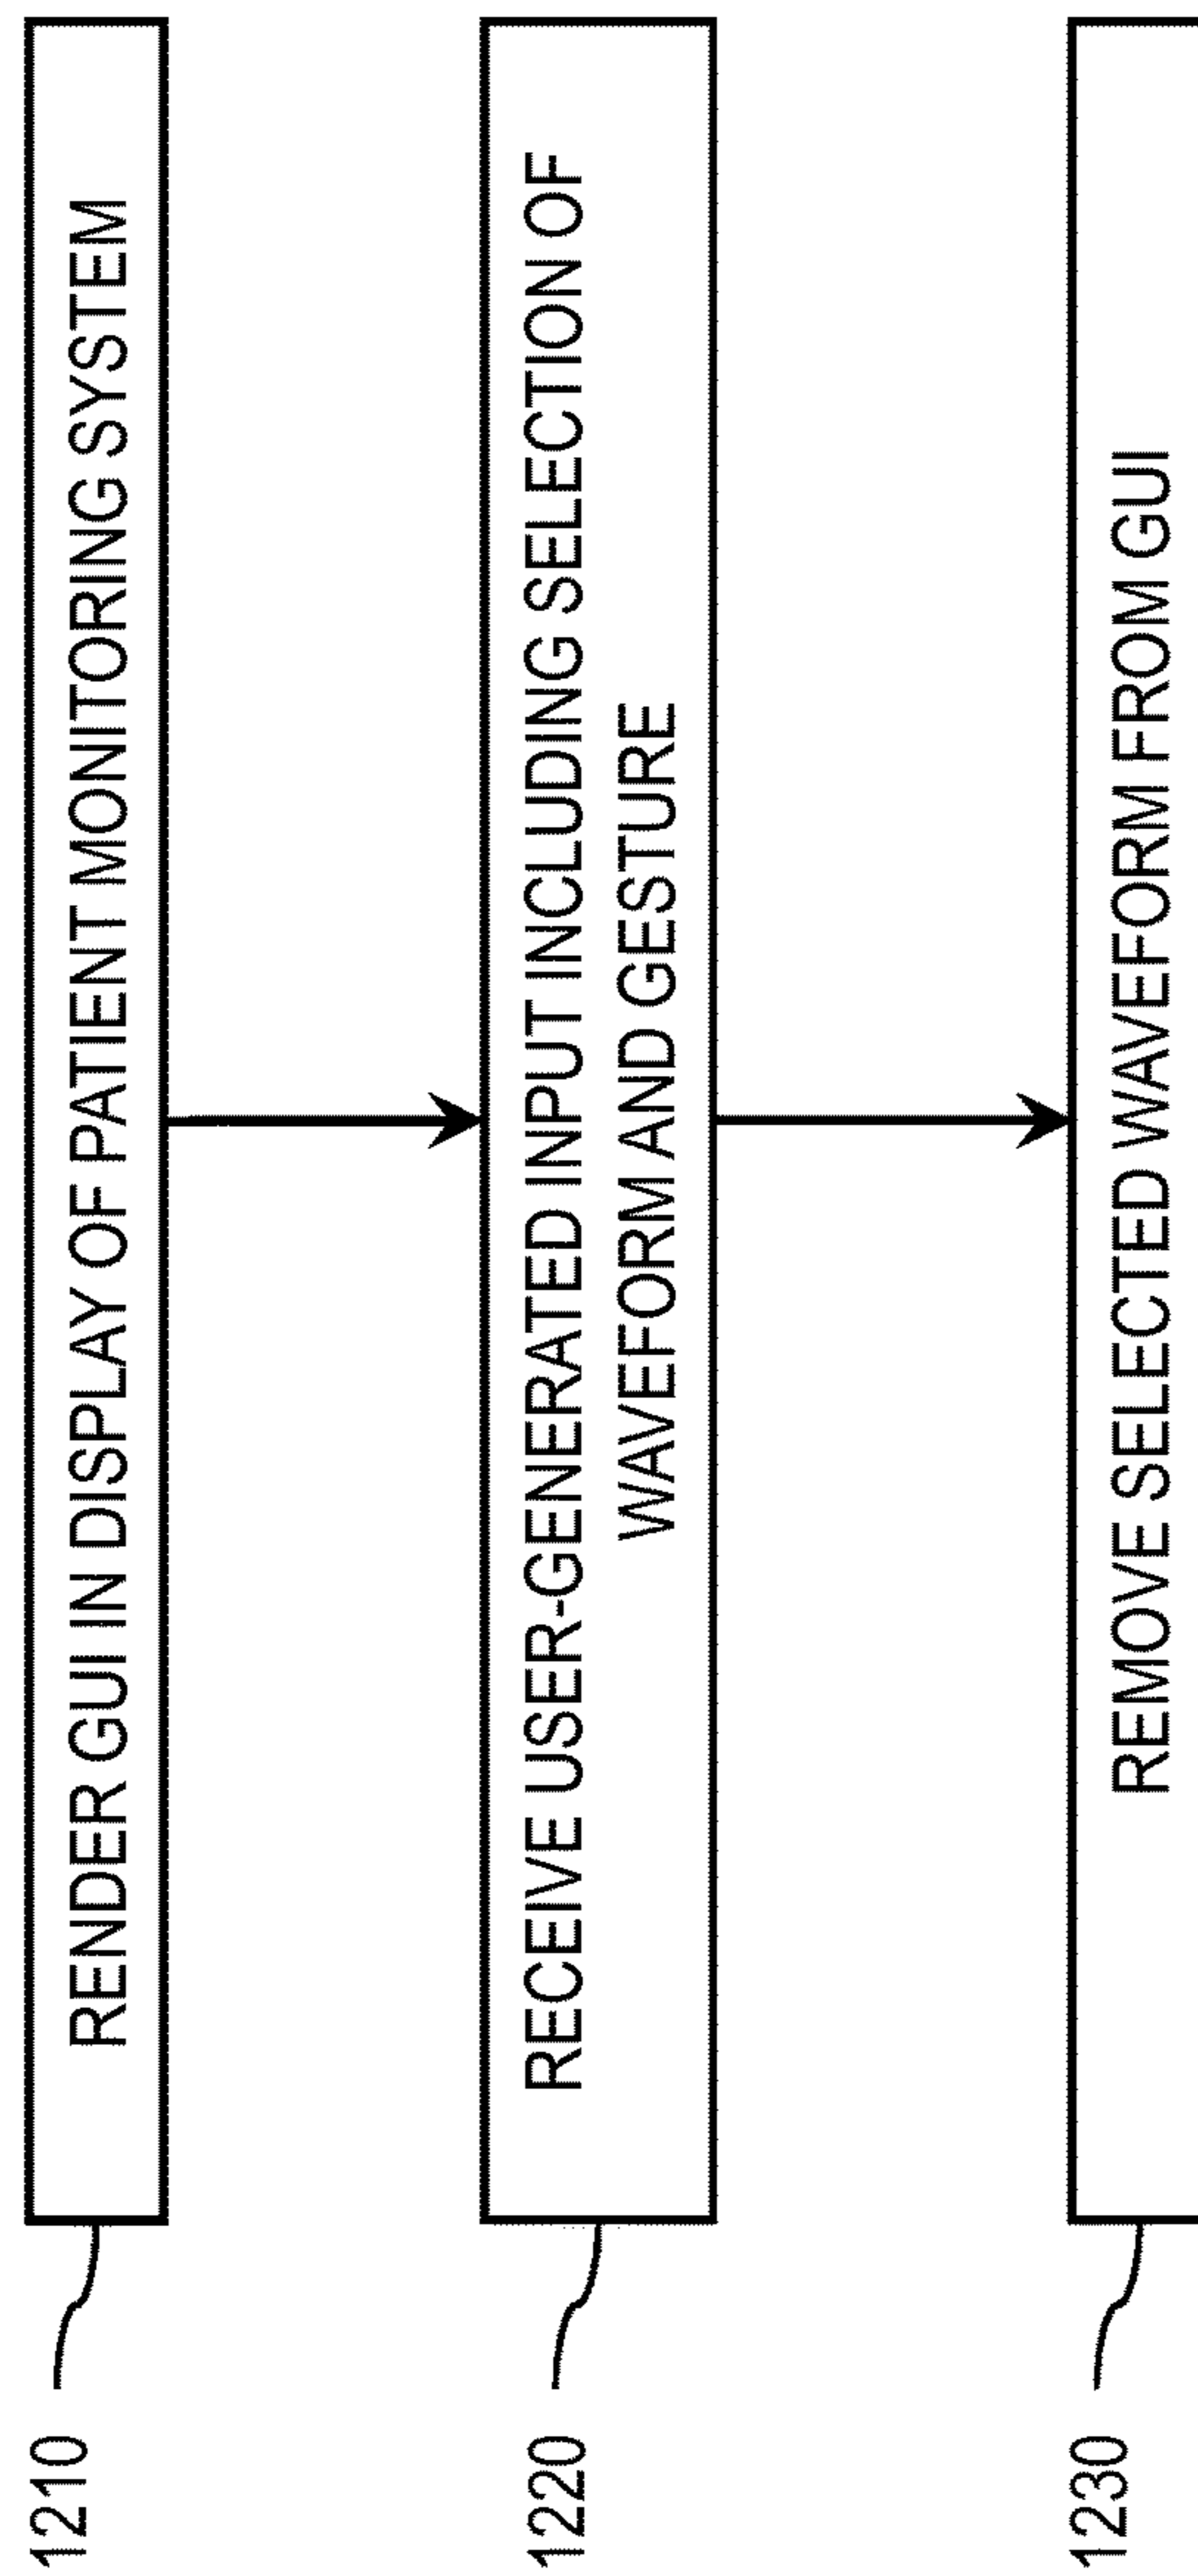 1210
RENDER GUI IN DISPLAY OF PATIENT MONITORING SYSTEM
1220
RECEIVE USER-GENERATED INPUT INCLUDING SELECTION OF
WAVEFORM AND GESTURE
1230
REMOVE SELECTED WAVEFORM FROM GUI